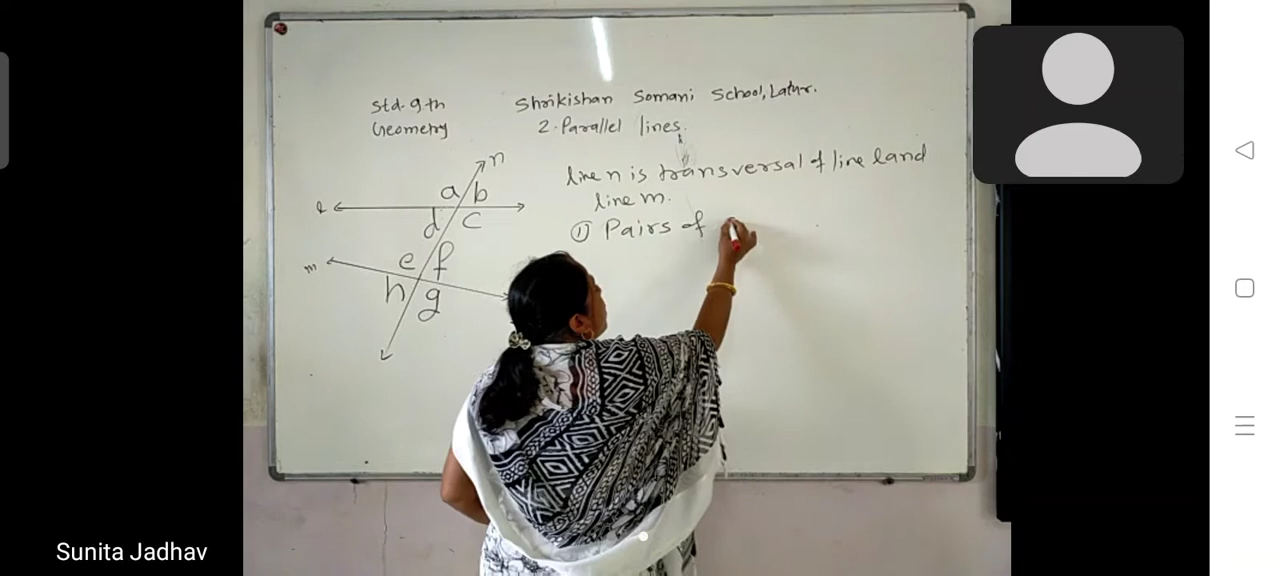 Std. 9th Shrikishan Somani School, Latur.
Geometry 2. Parallel lines.
line n is transversal of line l and
line m.
① Pairs of
n
a b
l
d c
e f
m
h g
Sunita Jadhav